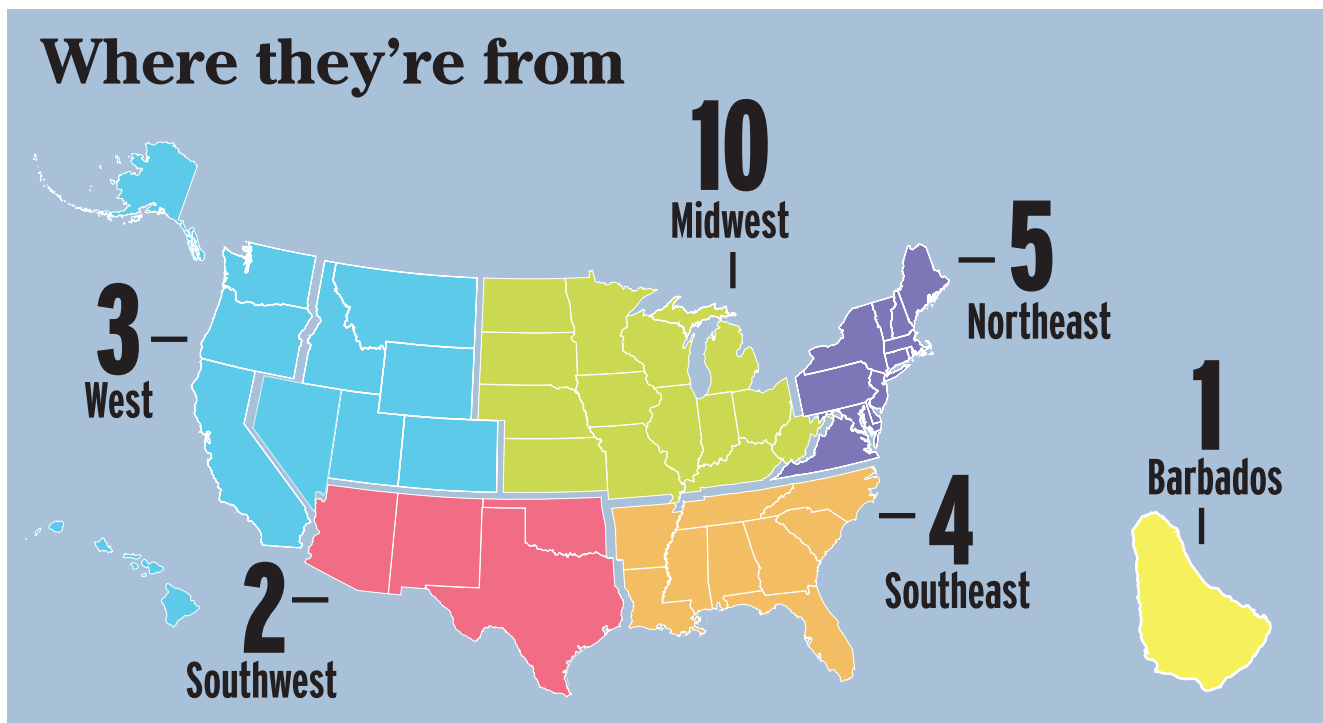 Where they’re from
10
Midwest
5
Northeast
3
West
1
Barbados
4
Southeast
2
Southwest